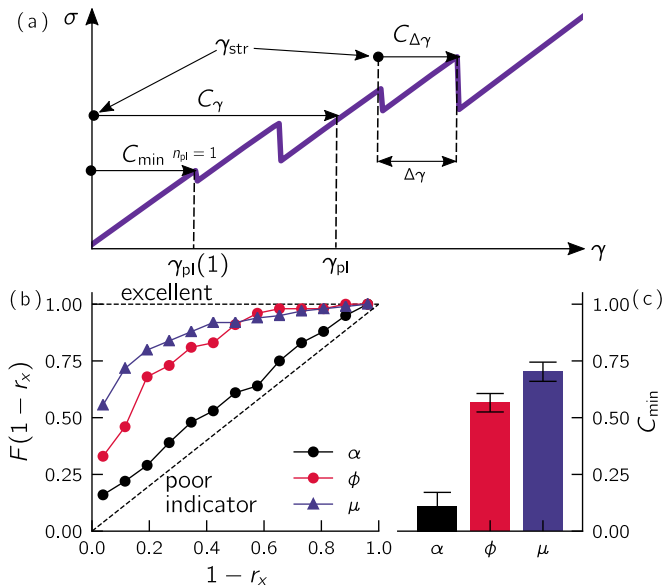 (a)
σ
γstr
CΔγ
Cγ
Cmin npl = 1
Δγ
γpl(1)
γpl
γ
(b)
excellent
1.00
0.75
0.50
0.25
0.00
F(1 − rx)
poor
indicator
α
ϕ
μ
0.0 0.2 0.4 0.6 0.8 1.0
1 − rx
(c)
1.00
0.75
0.50
0.25
0.00
Cmin
α ϕ μ